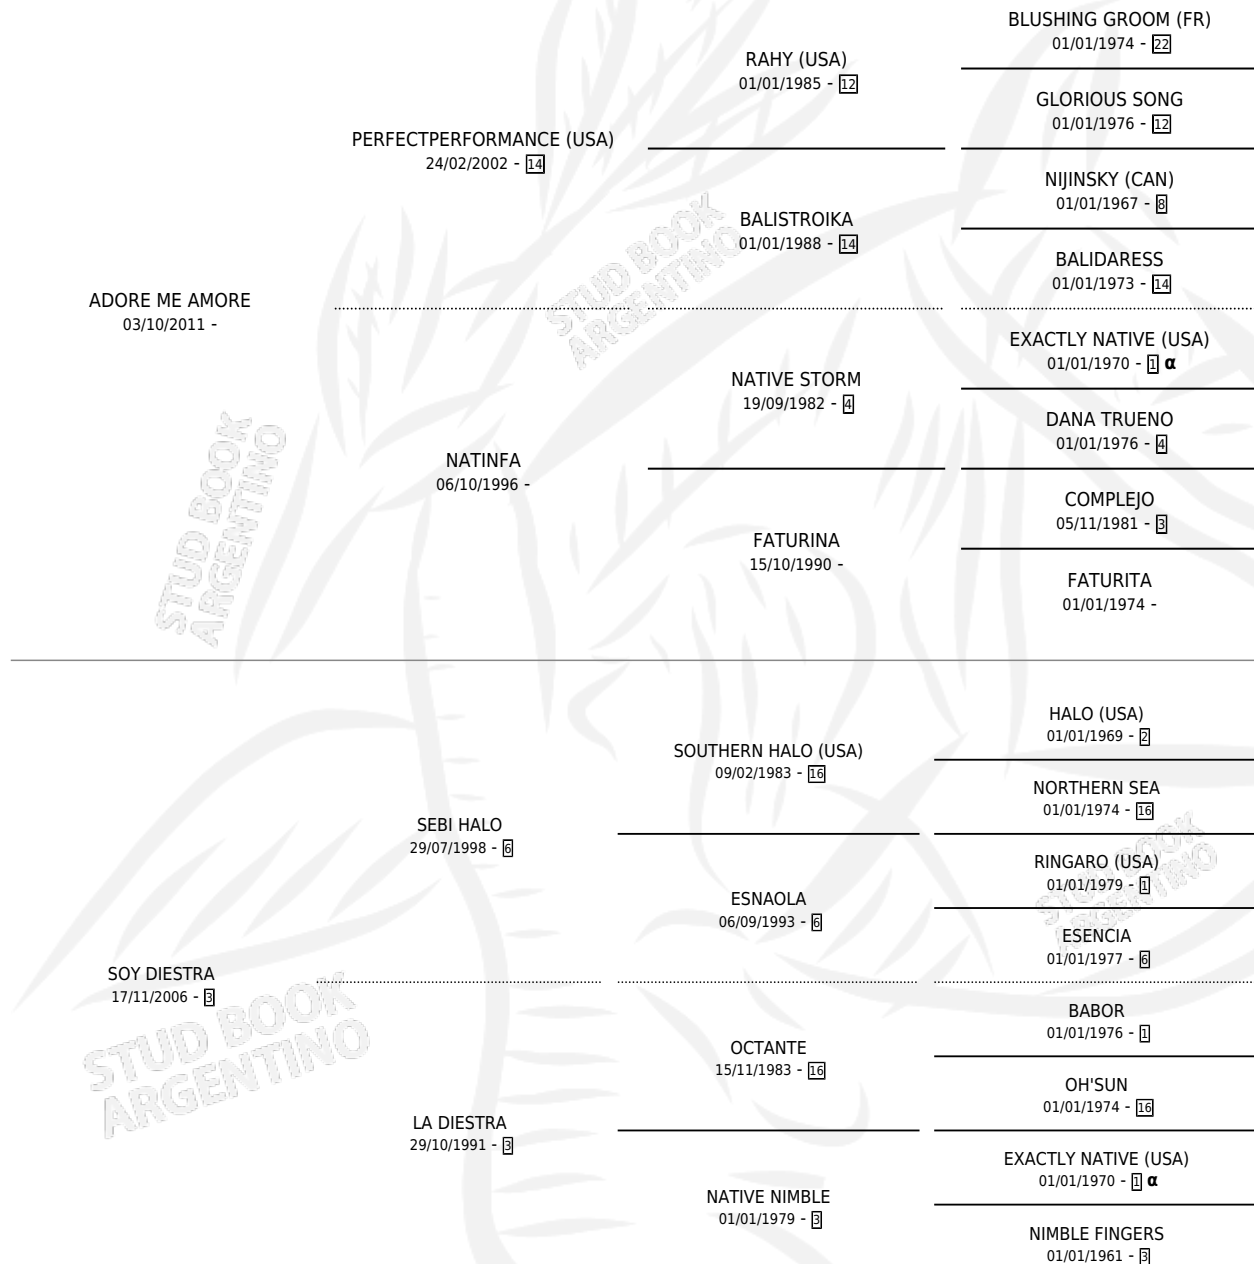 BLUSHING GROOM (FR)
01/01/1974 - 22
RAHY (USA)
01/01/1985 - 12
GLORIOUS SONG
01/01/1976 - 12
PERFECTPERFORMANCE (USA)
24/02/2002 - 14
NIJINSKY (CAN)
01/01/1967 - 8
BALISTROIKA
01/01/1988 - 14
BALIDARESS
01/01/1973 - 14
ADORE ME AMORE
03/10/2011 -
EXACTLY NATIVE (USA)
01/01/1970 - 1 α
NATIVE STORM
19/09/1982 - 4
DANA TRUENO
01/01/1976 - 4
NATINFA
06/10/1996 -
COMPLEJO
05/11/1981 - 3
FATURINA
15/10/1990 -
FATURITA
01/01/1974 -
HALO (USA)
01/01/1969 - 2
SOUTHERN HALO (USA)
09/02/1983 - 16
NORTHERN SEA
01/01/1974 - 16
SEBI HALO
29/07/1998 - 6
RINGARO (USA)
01/01/1979 - 1
ESNAOLA
06/09/1993 - 6
ESENCIA
01/01/1977 - 6
SOY DIESTRA
17/11/2006 - 3
BABOR
01/01/1976 - 1
OCTANTE
15/11/1983 - 16
OH'SUN
01/01/1974 - 16
LA DIESTRA
29/10/1991 - 3
EXACTLY NATIVE (USA)
01/01/1970 - 1 α
NATIVE NIMBLE
01/01/1979 - 3
NIMBLE FINGERS
01/01/1961 - 3
STUD BOOK
ARGENTINO
STUD BOOK
ARGENTINO
STUD BOOK
ARGENTINO
STUD BOOK
ARGENTINO